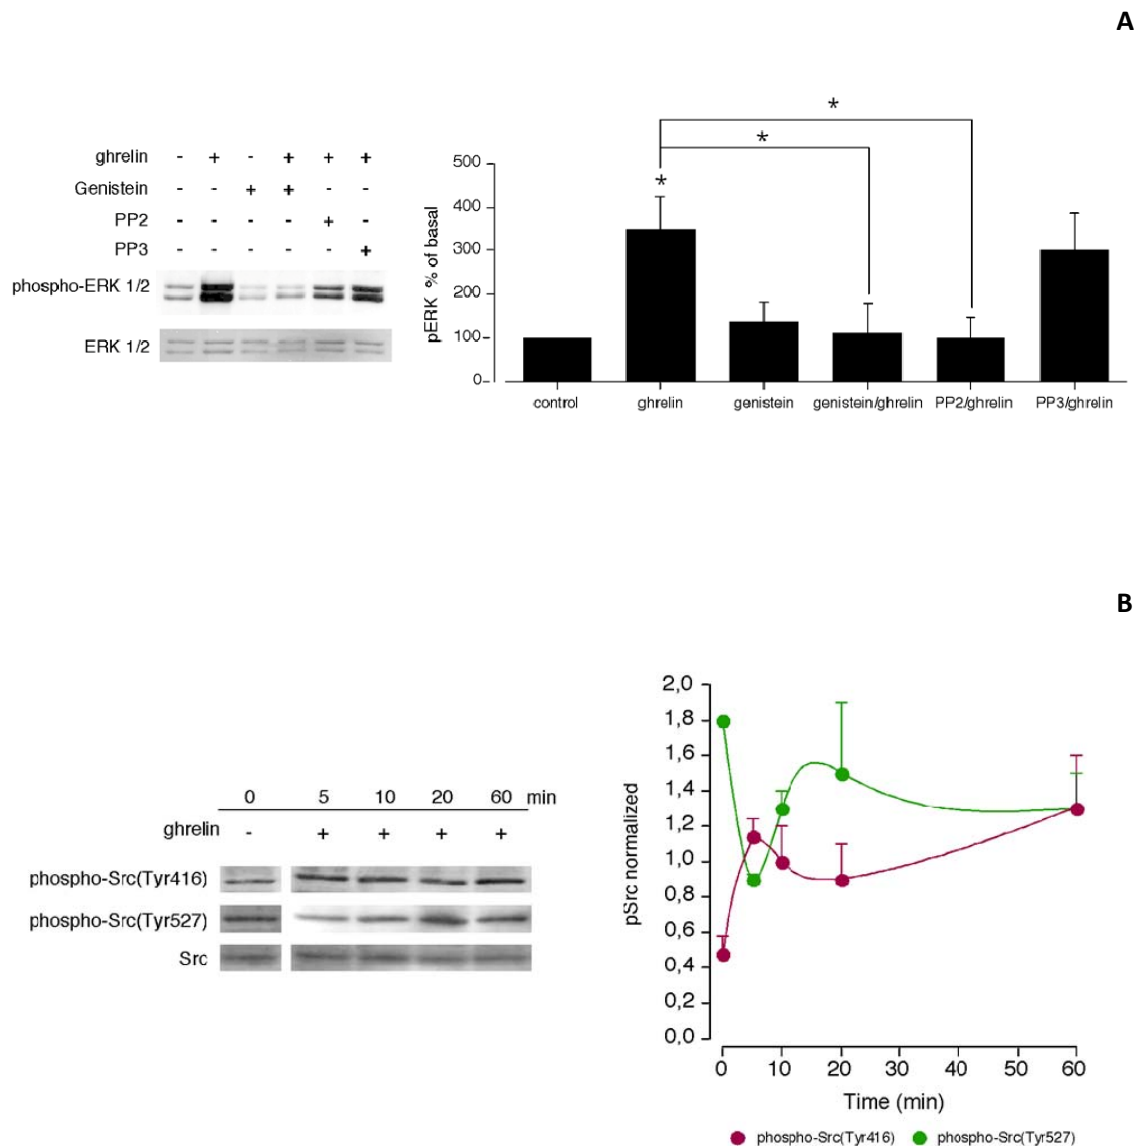 A
ghrelin - + - + + +
Genistein - - + + - -
PP2 - - - - + -
PP3 - - - - - +
phospho-ERK 1/2
ERK 1/2
pERK % of basal
500
400
300
200
100
0
*
*
*
control ghrelin genistein genistein/ghrelin PP2/ghrelin PP3/ghrelin
B
0 5 10 20 60 min
ghrelin - + + + +
phospho-Src(Tyr416)
phospho-Src(Tyr527)
Src
pSrc normalized
2,0
1,8
1,6
1,4
1,2
1,0
0,8
0,6
0,4
0,2
0,0
0 10 20 30 40 50 60
Time (min)
phospho-Src(Tyr416) phospho-Src(Tyr527)